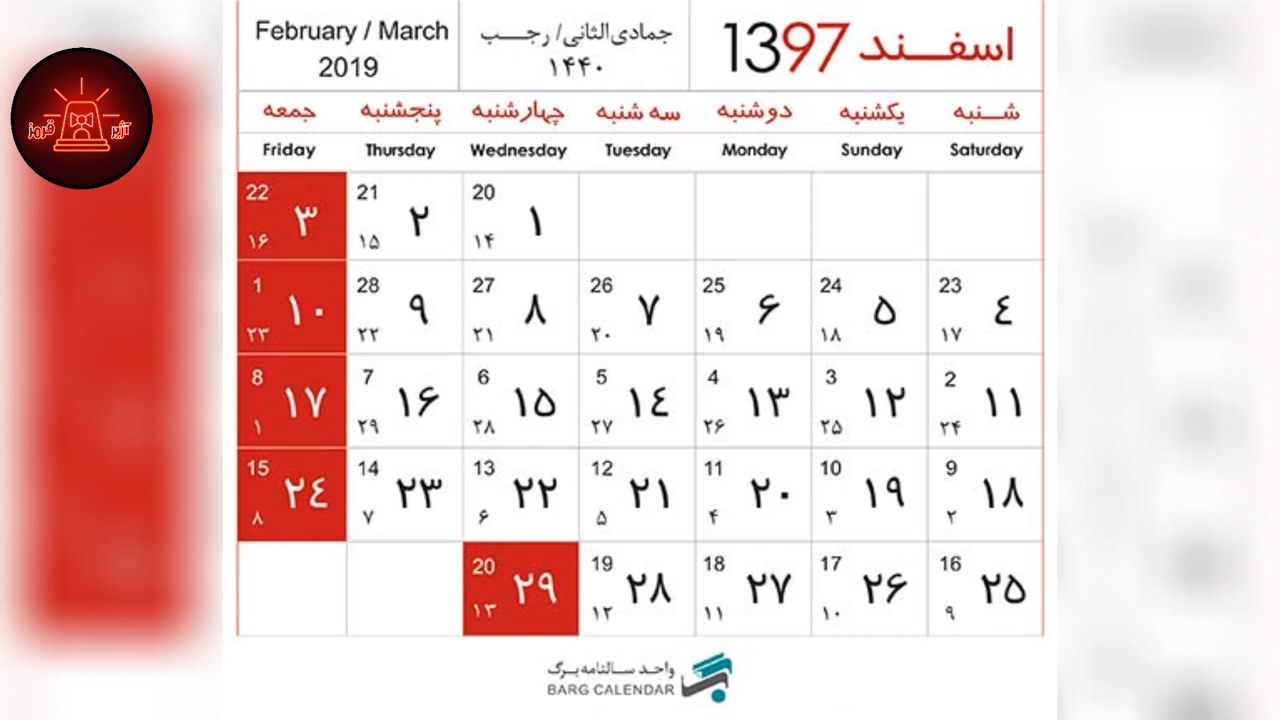 آژیر قرمز
اسفند 1397
جمادی‌الثانی/ رجب
۱۴۴۰
February / March
2019
شنبه یکشنبه دوشنبه سه شنبه چهارشنبه پنجشنبه جمعه
Saturday Sunday Monday Tuesday Wednesday Thursday Friday
20 ۱ ۱۴ 21 ۲ ۱۵ 22 ۳ ۱۶
23 ٤ ۱۷ 24 ۵ ۱۸ 25 ۶ ۱۹ 26 ۷ ۲۰ 27 ۸ ۲۱ 28 ۹ ۲۲ 1 ۱۰ ۲۳
2 ۱۱ ۲۴ 3 ۱۲ ۲۵ 4 ۱۳ ۲۶ 5 ۱٤ ۲۷ 6 ۱۵ ۲۸ 7 ۱۶ ۲۹ 8 ۱۷ ۱
9 ۱۸ ۲ 10 ۱۹ ۳ 11 ۲۰ ۴ 12 ۲۱ ۵ 13 ۲۲ ۶ 14 ۲۳ ۷ 15 ۲٤ ۸
16 ۲۵ ۹ 17 ۲۶ ۱۰ 18 ۲۷ ۱۱ 19 ۲۸ ۱۲ 20 ۲۹ ۱۳
واحد سالنامه برگ
BARG CALENDAR